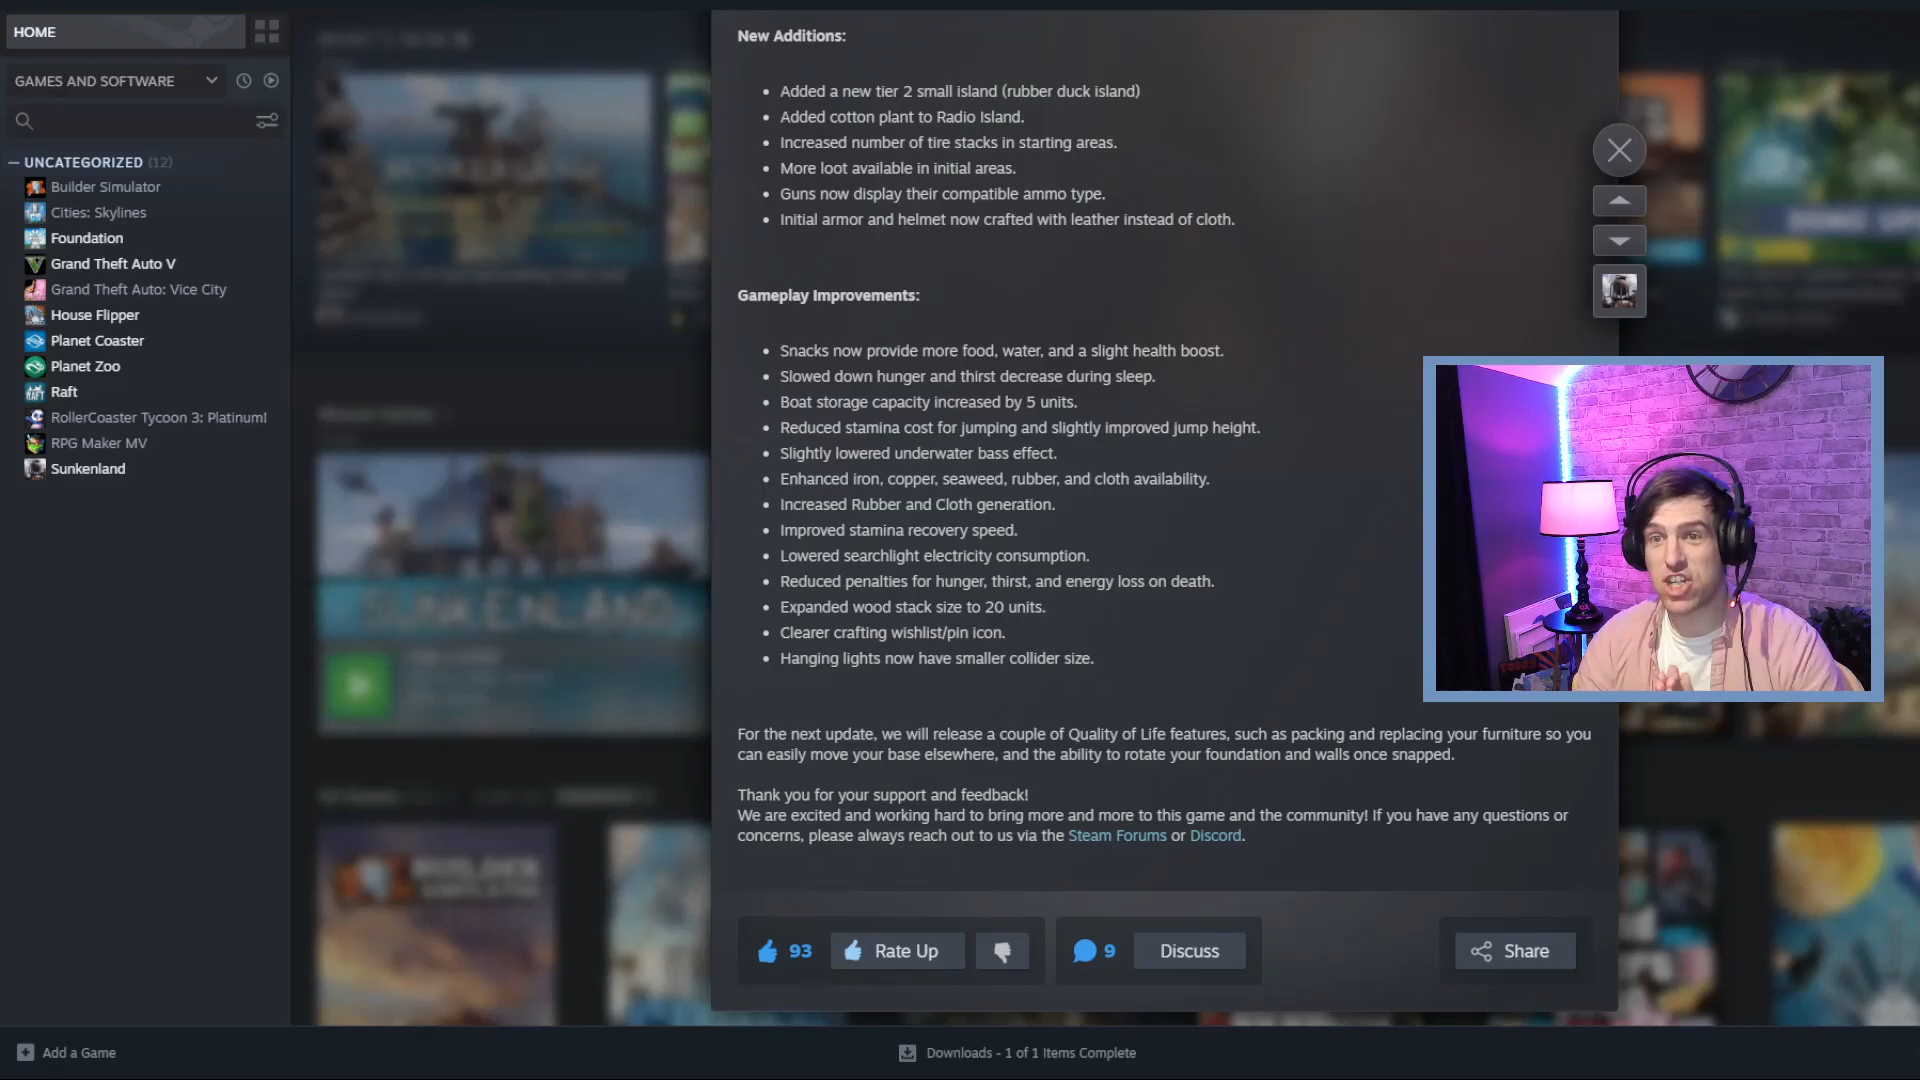 HOME
GAMES AND SOFTWARE
UNCATEGORIZED (12)
Builder Simulator
Cities: Skylines
Foundation
Grand Theft Auto V
Grand Theft Auto: Vice City
House Flipper
Planet Coaster
Planet Zoo
Raft
RollerCoaster Tycoon 3: Platinum!
RPG Maker MV
Sunkenland
New Additions:
Added a new tier 2 small island (rubber duck island)
Added cotton plant to Radio Island.
Increased number of tire stacks in starting areas.
More loot available in initial areas.
Guns now display their compatible ammo type.
Initial armor and helmet now crafted with leather instead of cloth.
Gameplay Improvements:
Snacks now provide more food, water, and a slight health boost.
Slowed down hunger and thirst decrease during sleep.
Boat storage capacity increased by 5 units.
Reduced stamina cost for jumping and slightly improved jump height.
Slightly lowered underwater bass effect.
Enhanced iron, copper, seaweed, rubber, and cloth availability.
Increased Rubber and Cloth generation.
Improved stamina recovery speed.
Lowered searchlight electricity consumption.
Reduced penalties for hunger, thirst, and energy loss on death.
Expanded wood stack size to 20 units.
Clearer crafting wishlist/pin icon.
Hanging lights now have smaller collider size.
For the next update, we will release a couple of Quality of Life features, such as packing and replacing your furniture so you
can easily move your base elsewhere, and the ability to rotate your foundation and walls once snapped.
Thank you for your support and feedback!
We are excited and working hard to bring more and more to this game and the community! If you have any questions or
concerns, please always reach out to us via the Steam Forums or Discord.
93
Rate Up
9
Discuss
Share
SUNKENLAND
BUILDER
Add a Game
Downloads - 1 of 1 Items Complete